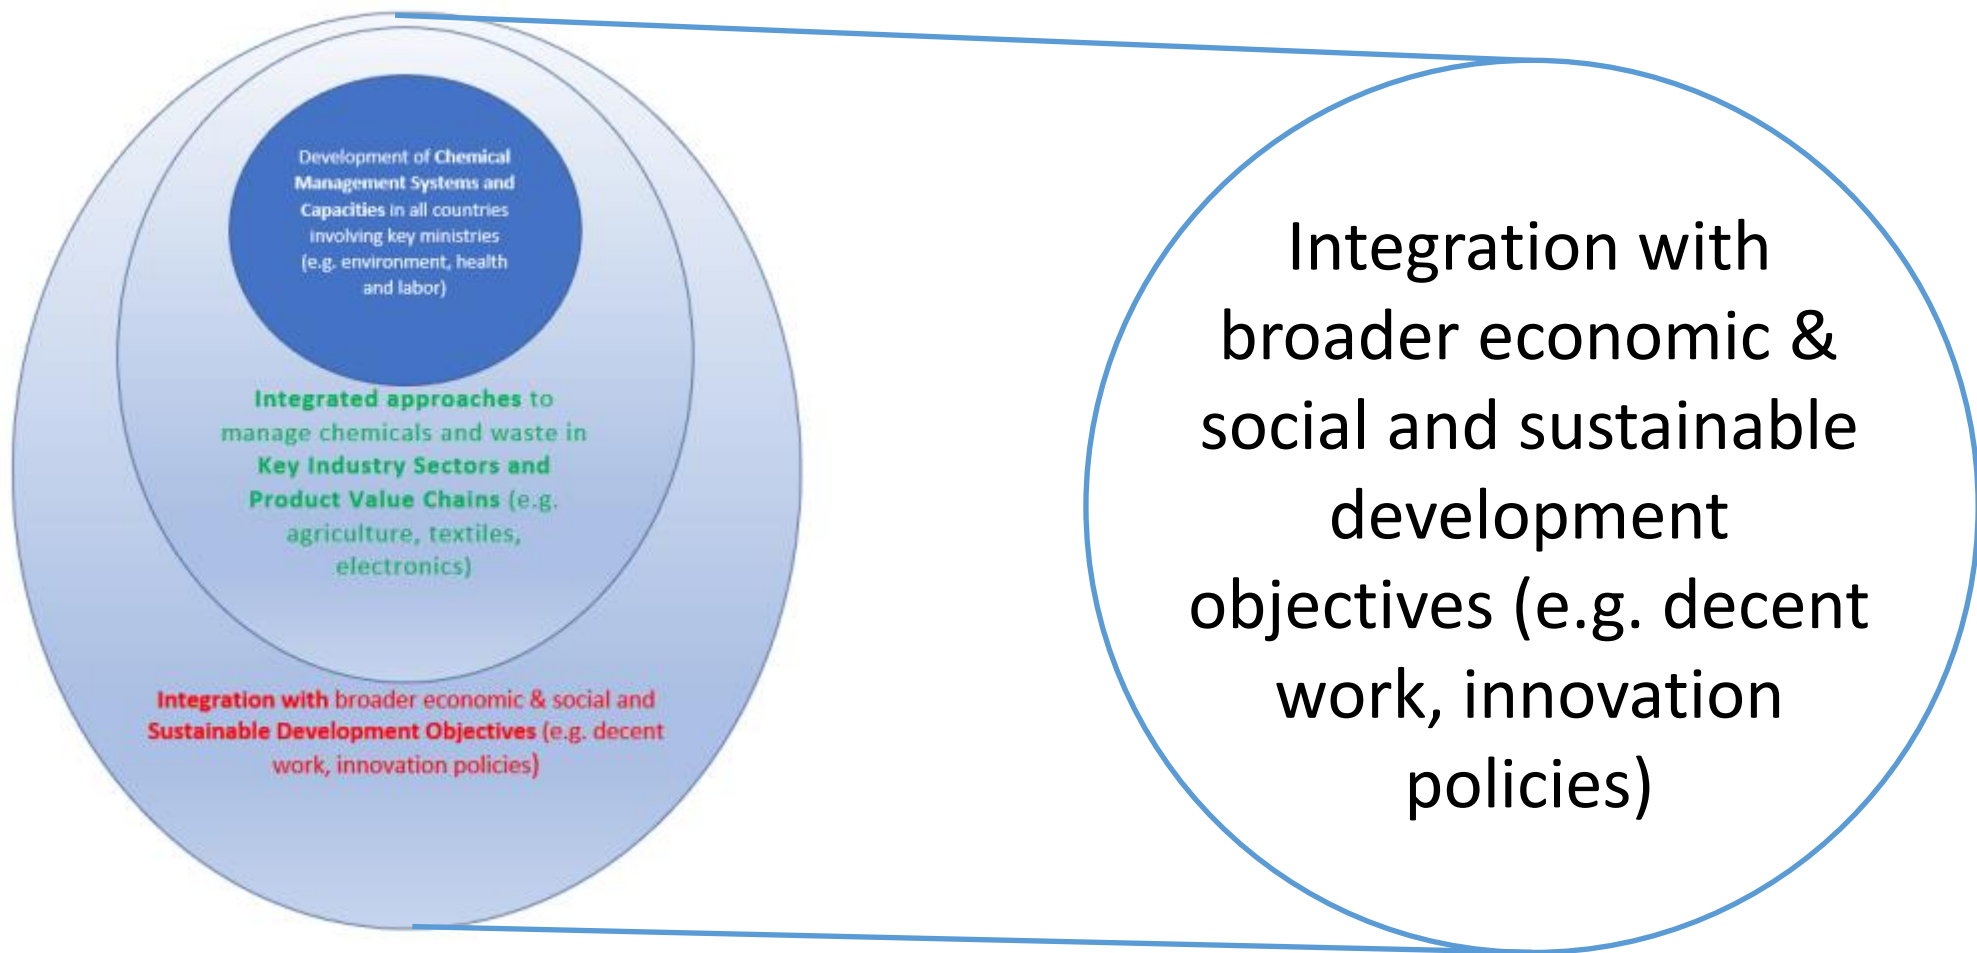 Development of Chemical
Management Systems and
Capacities in all countries
involving key ministries
(e.g. environment, health
and labor)
Integrated approaches to
manage chemicals and waste in
Key Industry Sectors and
Product Value Chains (e.g.
agriculture, textiles,
electronics)
Integration with broader economic & social and
Sustainable Development Objectives (e.g. decent
work, innovation policies)
Integration with
broader economic &
social and sustainable
development
objectives (e.g. decent
work, innovation
policies)